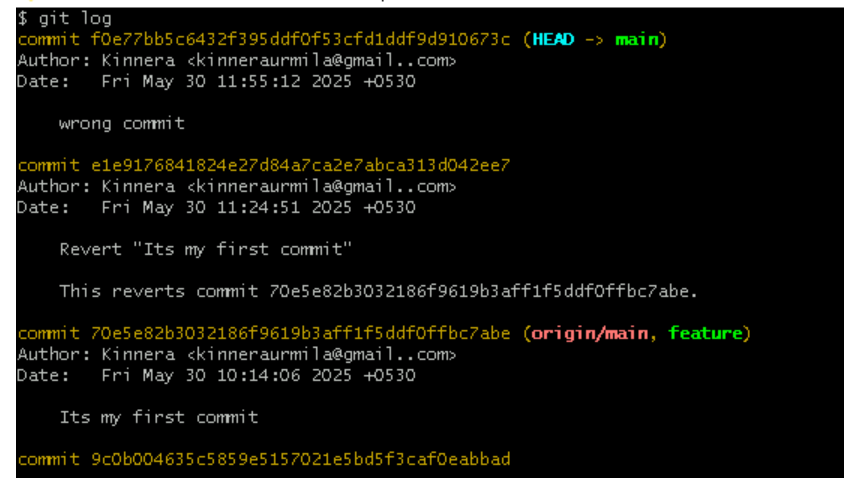 $ git log
commit f0e77bb5c6432f395ddf0f53cfd1ddf9d910673c (HEAD -> main)
Author: Kinnera <kinneraurmila@gmail..com>
Date:   Fri May 30 11:55:12 2025 +0530
wrong commit
commit e1e9176841824e27d84a7ca2e7abca313d042ee7
Author: Kinnera <kinneraurmila@gmail..com>
Date:   Fri May 30 11:24:51 2025 +0530
Revert "Its my first commit"
This reverts commit 70e5e82b3032186f9619b3aff1f5ddf0ffbc7abe.
commit 70e5e82b3032186f9619b3aff1f5ddf0ffbc7abe (origin/main, feature)
Author: Kinnera <kinneraurmila@gmail..com>
Date:   Fri May 30 10:14:06 2025 +0530
Its my first commit
commit 9c0b004635c5859e5157021e5bd5f3caf0eabbad